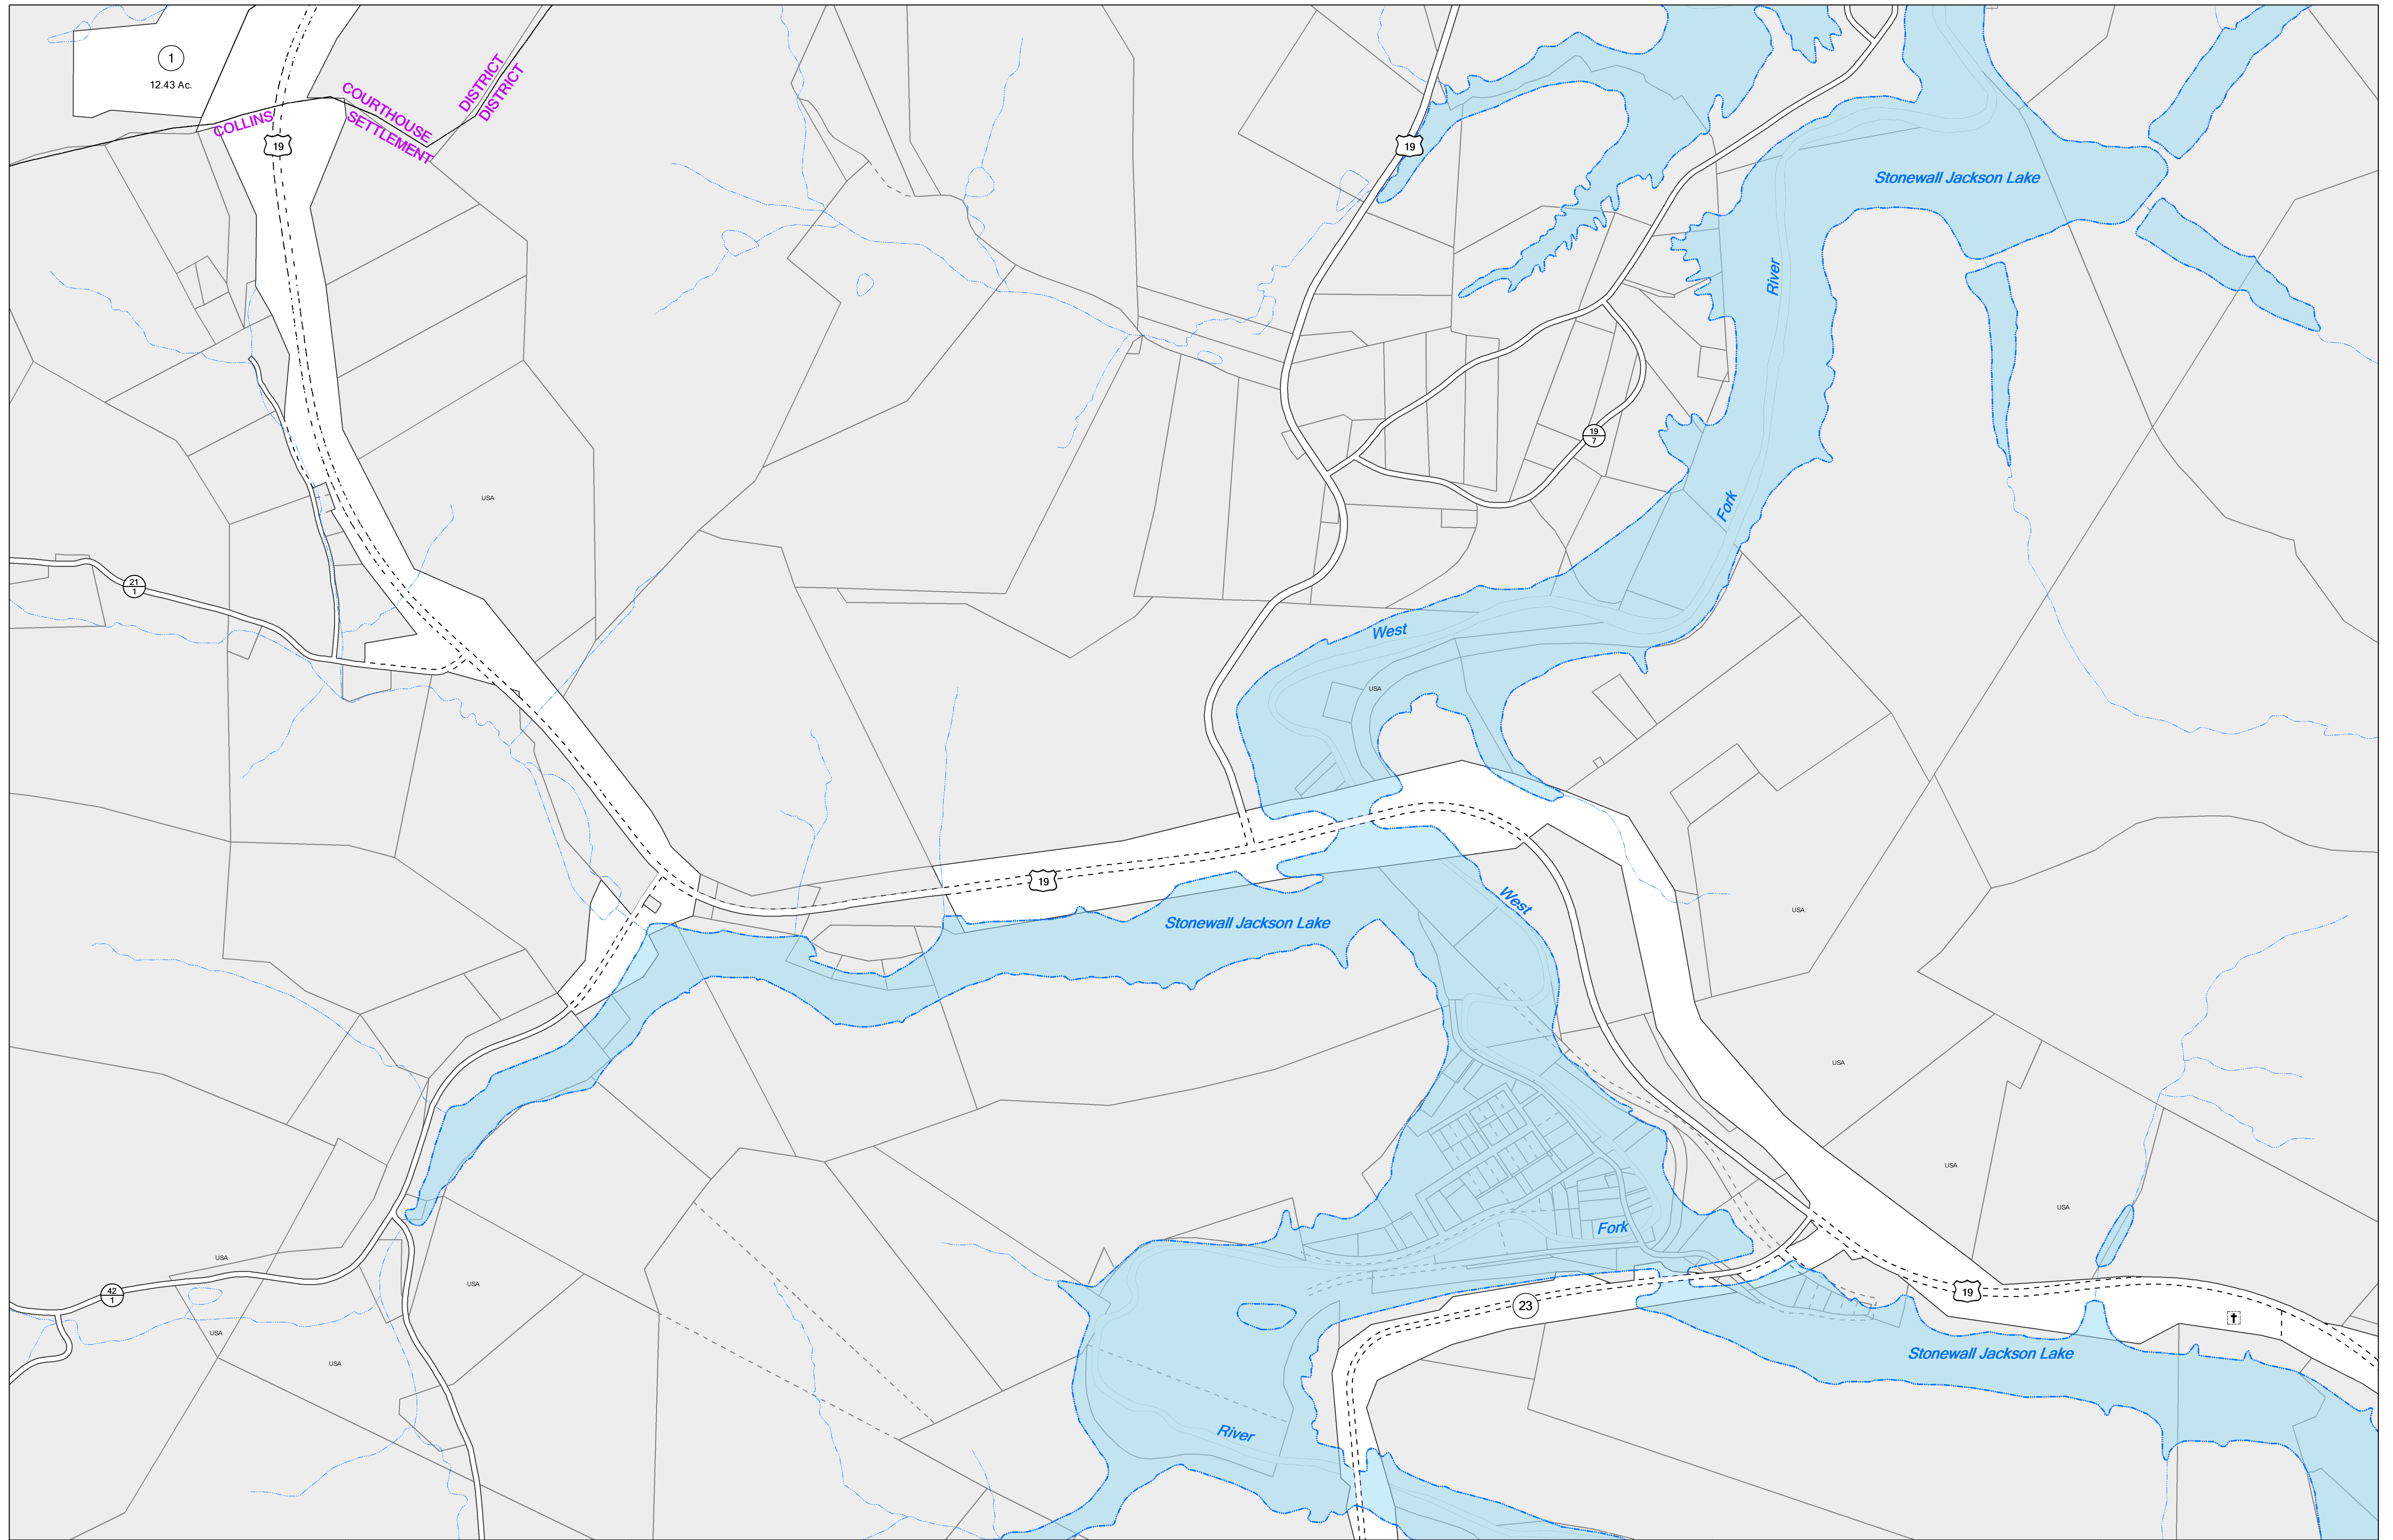 1
12.43 Ac.
COURTHOUSE
DISTRICT
DISTRICT
COLLINS
SETTLEMENT
19
19
Stonewall Jackson Lake
River
19
7
USA
Fork
21
1
West
USA
19
Stonewall Jackson Lake
West
USA
USA
USA
USA
Fork
USA
USA
42
1
23
19
USA
USA
Stonewall Jackson Lake
River